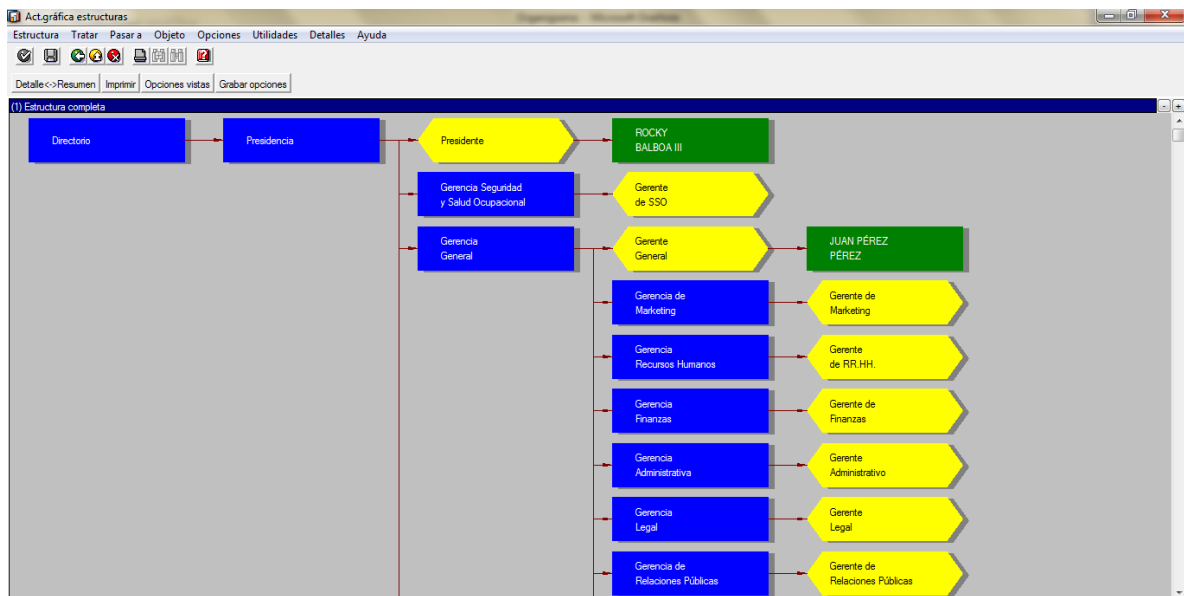 Act.gráfica estructuras
Organigrama - Microsoft OneNote
Estructura Tratar Pasar a Objeto Opciones Utilidades Detalles Ayuda
Detalle<->Resumen Imprimir Opciones vistas Grabar opciones
(1) Estructura completa
Directorio
Presidencia
Presidente
ROCKY
BALBOA III
Gerencia Seguridad
y Salud Ocupacional
Gerente
de SSO
Gerencia
General
Gerente
General
JUAN PÉREZ
PÉREZ
Gerencia de
Marketing
Gerente de
Marketing
Gerencia
Recursos Humanos
Gerente
de RR.HH.
Gerencia
Finanzas
Gerente de
Finanzas
Gerencia
Administrativa
Gerente
Administrativo
Gerencia
Legal
Gerente
Legal
Gerencia de
Relaciones Públicas
Gerente de
Relaciones Públicas